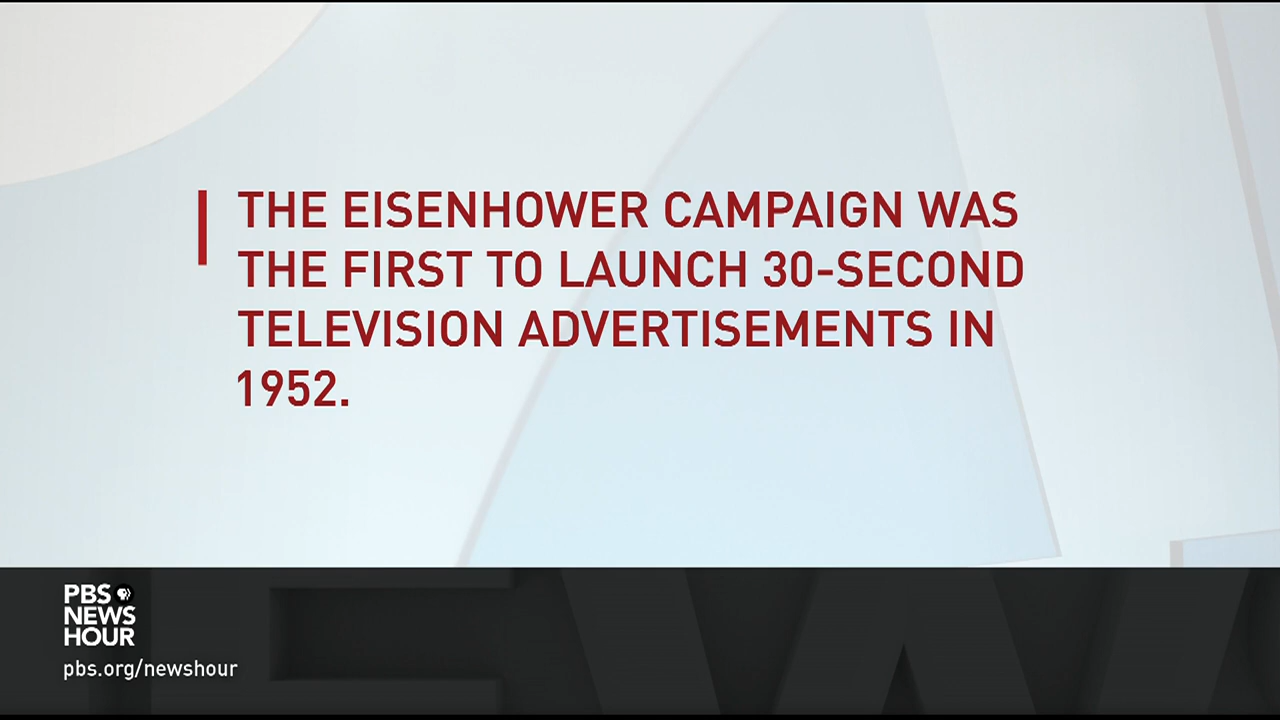 THE EISENHOWER CAMPAIGN WAS
THE FIRST TO LAUNCH 30-SECOND
TELEVISION ADVERTISEMENTS IN
1952.
PBS
NEWS
HOUR
pbs.org/newshour